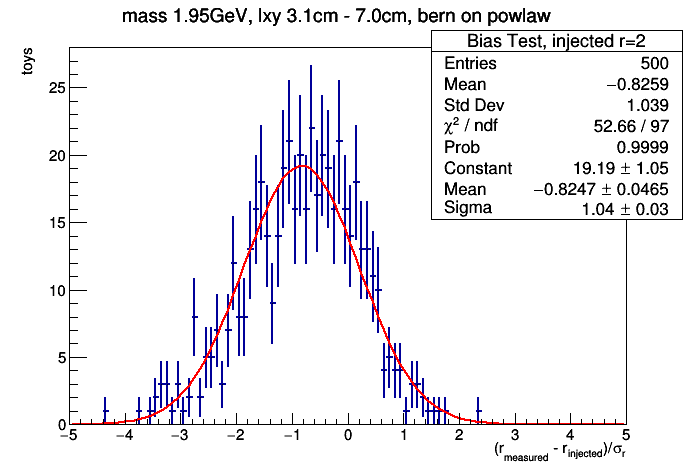 mass 1.95GeV, lxy 3.1cm - 7.0cm, bern on powlaw
toys
Bias Test, injected r=2
Entries 500
Mean −0.8259
Std Dev 1.039
χ² / ndf 52.66 / 97
Prob 0.9999
Constant 19.19 ± 1.05
Mean −0.8247 ± 0.0465
Sigma 1.04 ± 0.03
25
20
15
10
5
0
−5 −4 −3 −2 −1 0 1 2 3 4 5
(r_measured - r_injected)/σ_r